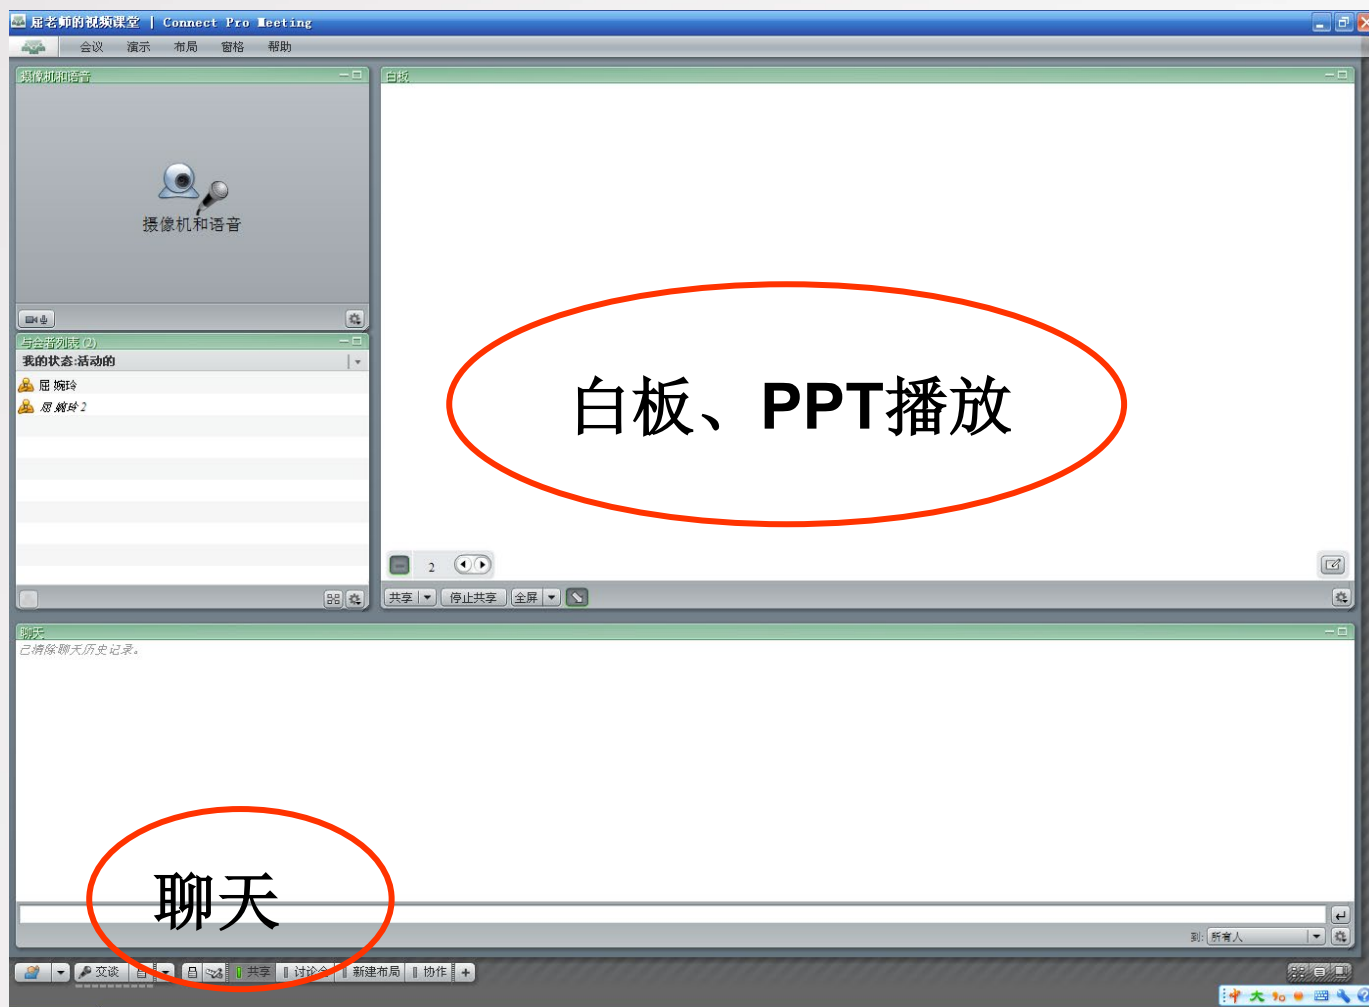 屈老师的视频课堂 | Connect Pro Meeting
会议 演示 布局 窗格 帮助
摄像机和语音
摄像机和语音
与会者列表 (2)
我的状态:活动的
屈 婉玲
屈 婉玲 2
白板
白板、PPT播放
2
共享 停止共享 全屏
聊天
已清除聊天历史记录。
聊天
到: 所有人
交谈 共享 讨论会 新建布局 协作 +